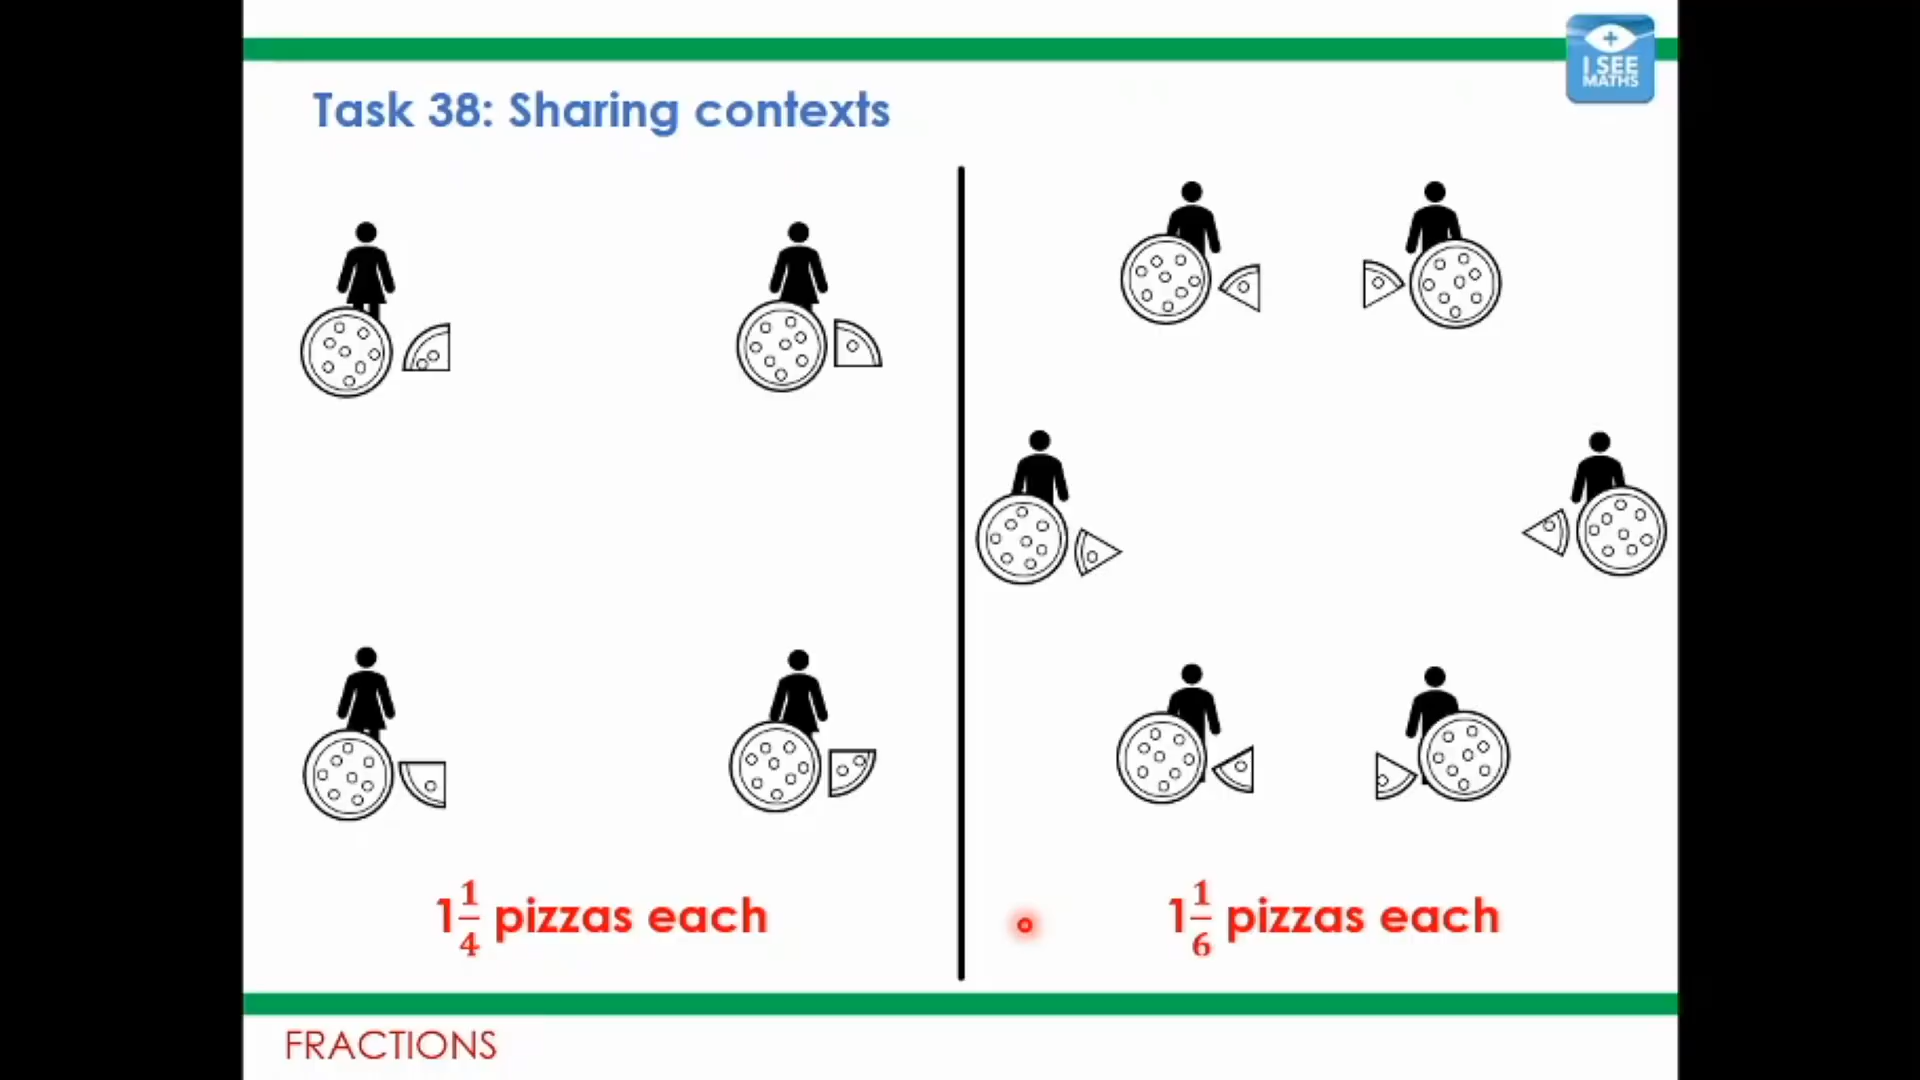 I SEE
MATHS
Task 38: Sharing contexts
1 1/4 pizzas each
1 1/6 pizzas each
FRACTIONS